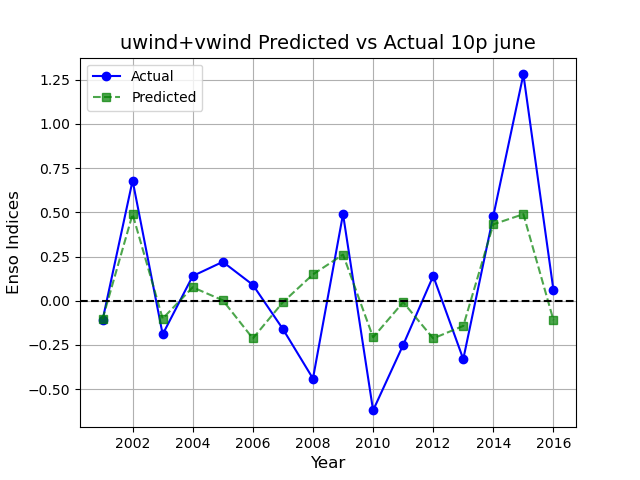 uwind+vwind Predicted vs Actual 10p june
Actual
Predicted
1.25
1.00
0.75
0.50
0.25
0.00
−0.25
−0.50
Enso Indices
2002 2004 2006 2008 2010 2012 2014 2016
Year